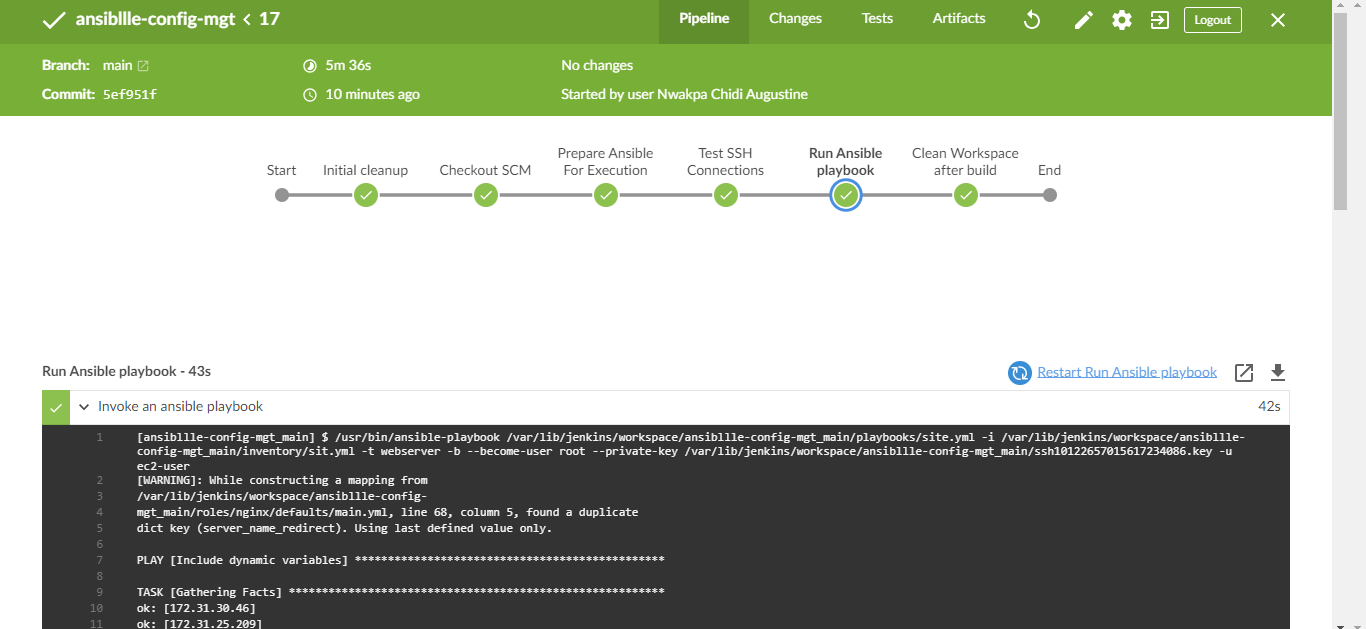 ansibllle-config-mgt < 17
Pipeline Changes Tests Artifacts Logout
Branch: main 5m 36s No changes
Commit: 5ef951f 10 minutes ago Started by user Nwakpa Chidi Augustine
Start Initial cleanup Checkout SCM Prepare Ansible For Execution Test SSH Connections Run Ansible playbook Clean Workspace after build End
Run Ansible playbook - 43s Restart Run Ansible playbook
Invoke an ansible playbook 42s
1 [ansibllle-config-mgt_main] $ /usr/bin/ansible-playbook /var/lib/jenkins/workspace/ansibllle-config-mgt_main/playbooks/site.yml -i /var/lib/jenkins/workspace/ansibllle-
config-mgt_main/inventory/sit.yml -t webserver -b --become-user root --private-key /var/lib/jenkins/workspace/ansibllle-config-mgt_main/ssh10122657015617234086.key -u
ec2-user
2 [WARNING]: While constructing a mapping from
3 /var/lib/jenkins/workspace/ansibllle-config-
4 mgt_main/roles/nginx/defaults/main.yml, line 68, column 5, found a duplicate
5 dict key (server_name_redirect). Using last defined value only.
6
7 PLAY [Include dynamic variables] ***********************************************
8
9 TASK [Gathering Facts] *********************************************************
10 ok: [172.31.30.46]
11 ok: [172.31.25.209]